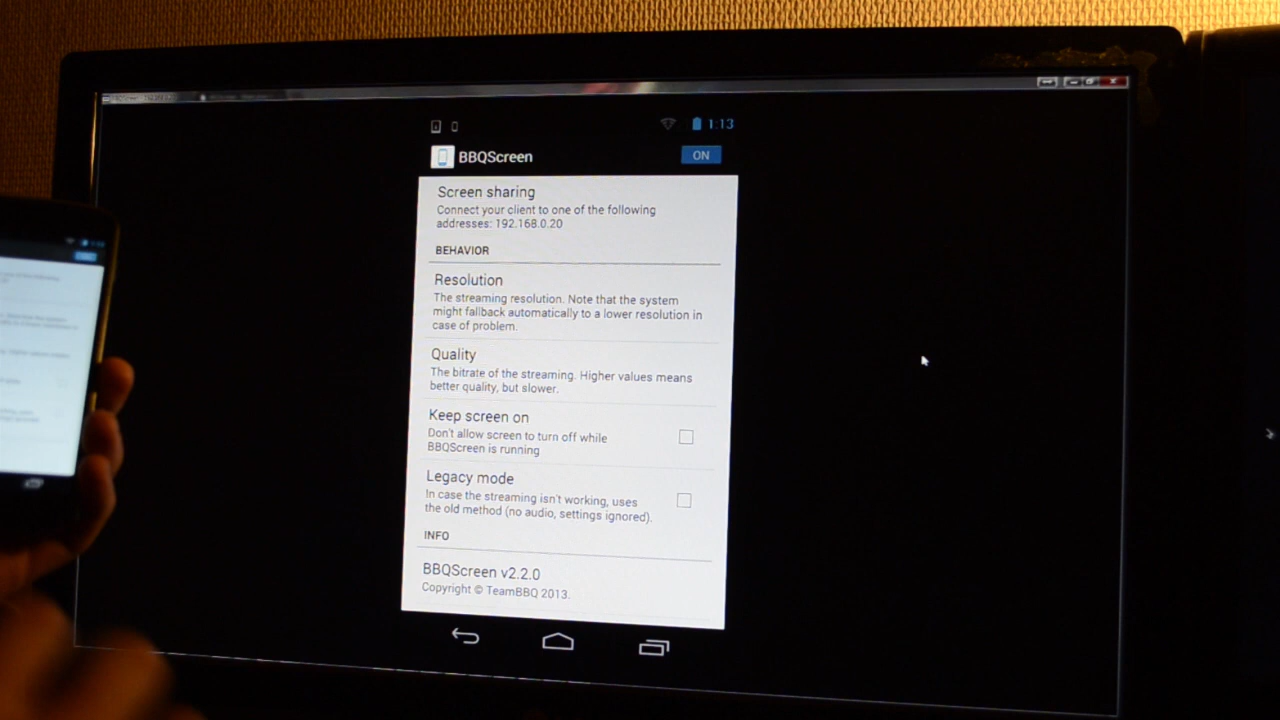 1:13
BBQScreen
ON
Screen sharing
Connect your client to one of the following
addresses: 192.168.0.20
BEHAVIOR
Resolution
The streaming resolution. Note that the system
might fallback automatically to a lower resolution in
case of problem.
Quality
The bitrate of the streaming. Higher values means
better quality, but slower.
Keep screen on
Don't allow screen to turn off while
BBQScreen is running
Legacy mode
In case the streaming isn't working, uses
the old method (no audio, settings ignored).
INFO
BBQScreen v2.2.0
Copyright © TeamBBQ 2013.